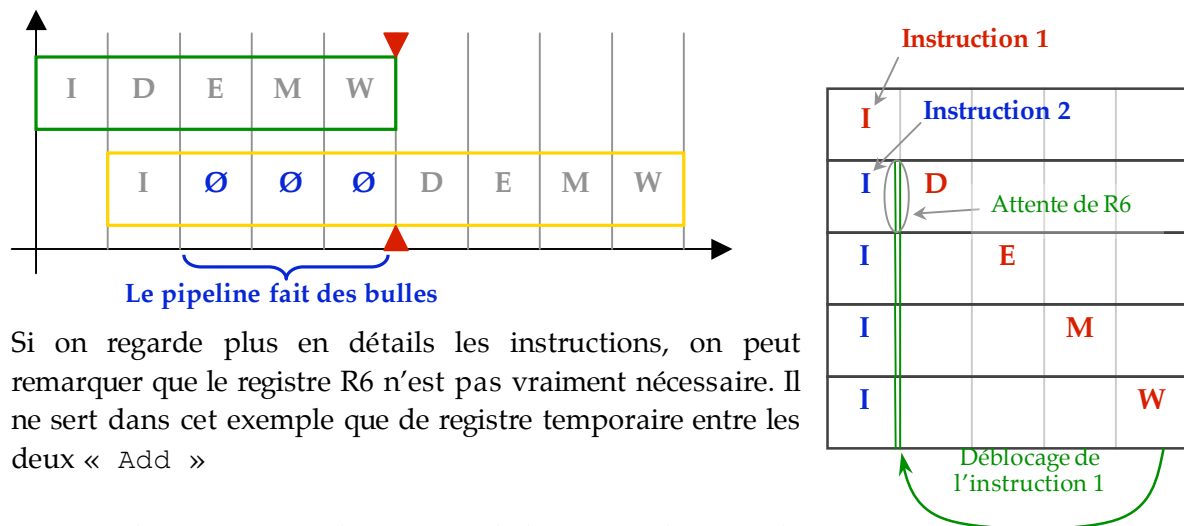 I D E M W
I Ø Ø Ø D E M W
Le pipeline fait des bulles
Si on regarde plus en détails les instructions, on peut
remarquer que le registre R6 n'est pas vraiment nécessaire. Il
ne sert dans cet exemple que de registre temporaire entre les
deux « Add »
Instruction 1
I
Instruction 2
I D
Attente de R6
I E
I M
I W
Déblocage de
l'instruction 1